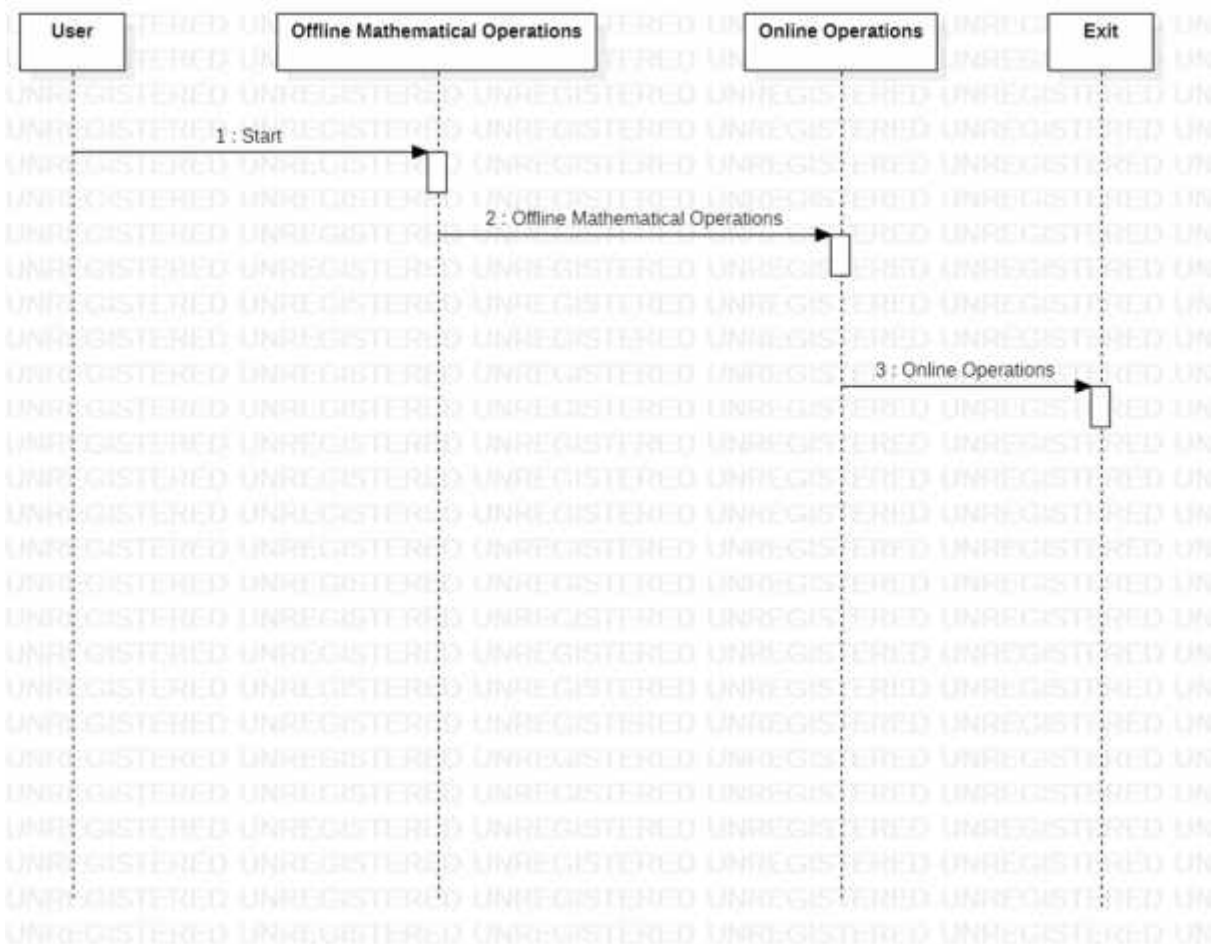 User
Offline Mathematical Operations
Online Operations
Exit
1 : Start
2 : Offline Mathematical Operations
3 : Online Operations
UNREGISTERED UNREGISTERED UNREGISTERED UNREGISTERED UNREGISTERED UN